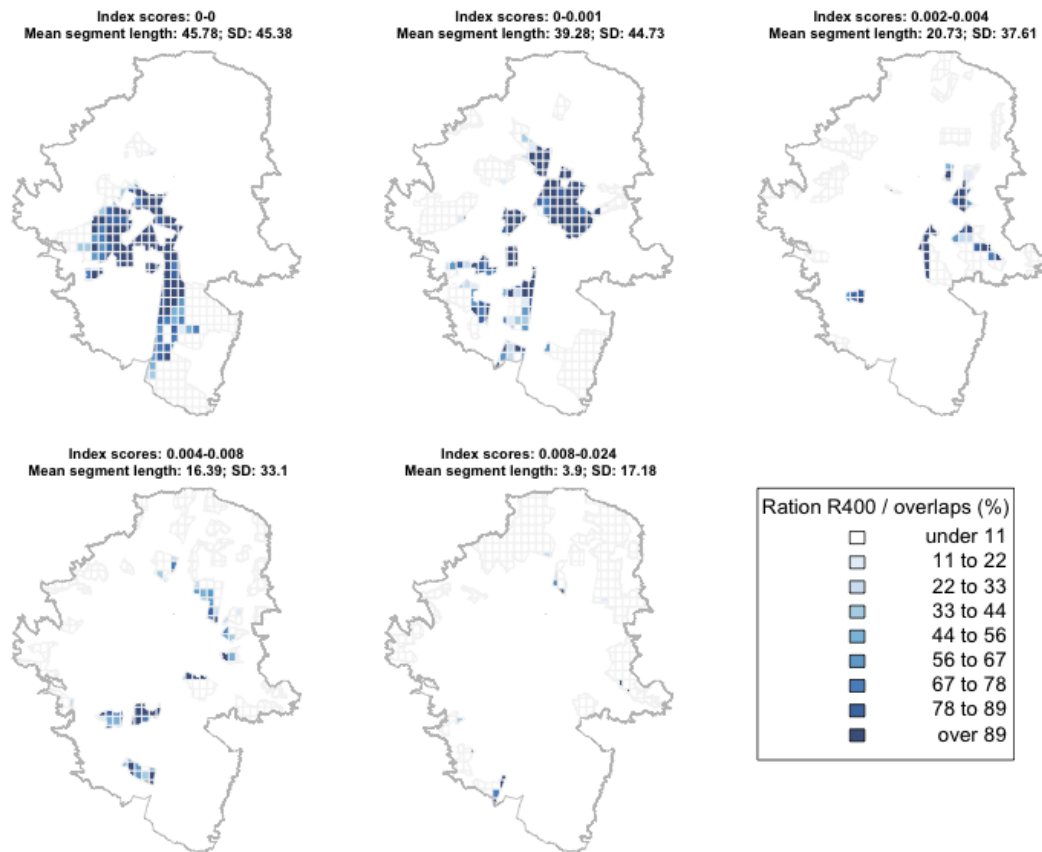 Index scores: 0-0
Mean segment length: 45.78; SD: 45.38
Index scores: 0-0.001
Mean segment length: 39.28; SD: 44.73
Index scores: 0.002-0.004
Mean segment length: 20.73; SD: 37.61
Index scores: 0.004-0.008
Mean segment length: 16.39; SD: 33.1
Index scores: 0.008-0.024
Mean segment length: 3.9; SD: 17.18
Ration R400 / overlaps (%)
under 11
11 to 22
22 to 33
33 to 44
44 to 56
56 to 67
67 to 78
78 to 89
over 89